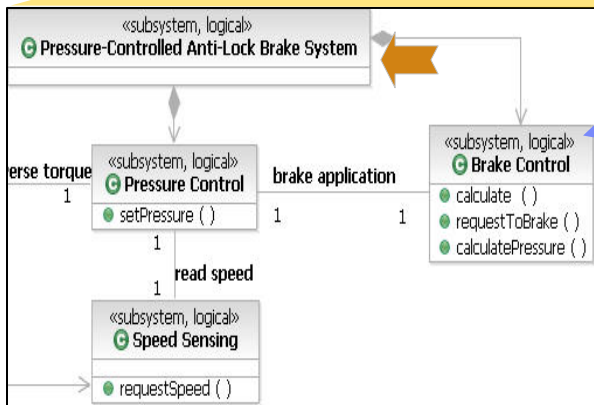 «subsystem, logical»
Pressure-Controlled Anti-Lock Brake System
«subsystem, logical»
Pressure Control
setPressure ( )
verse torque
1
brake application
1
1
«subsystem, logical»
Brake Control
calculate ( )
requestToBrake ( )
calculatePressure ( )
1
read speed
1
«subsystem, logical»
Speed Sensing
requestSpeed ( )